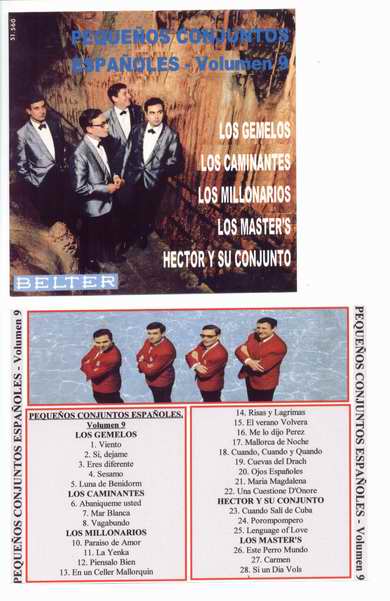 51.560
PEQUEÑOS CONJUNTOS
ESPAÑOLES - Volumen 9
LOS GEMELOS
LOS CAMINANTES
LOS MILLONARIOS
LOS MASTER'S
HECTOR Y SU CONJUNTO
BELTER
PEQUEÑOS CONJUNTOS ESPAÑOLES - Volumen 9
PEQUEÑOS CONJUNTOS ESPAÑOLES.
Volumen 9
LOS GEMELOS
1. Viento
2. Si, dejame
3. Eres diferente
4. Sesamo
5. Luna de Benidorm
LOS CAMINANTES
6. Abaniqueme usted
7. Mar Blanca
8. Vagabundo
LOS MILLONARIOS
10. Paraiso de Amor
11. La Yenka
12. Piensalo Bien
13. En un Celler Mallorquin
14. Risas y Lagrimas
15. El verano Volvera
16. Me lo dijo Perez
17. Mallorca de Noche
18. Cuando, Cuando y Quando
19. Cuevas del Drach
20. Ojos Españoles
21. Maria Magdalena
22. Una Cuestione D'Onore
HECTOR Y SU CONJUNTO
23. Cuando Sali de Cuba
24. Porompompero
25. Lenguage of Love
LOS MASTER'S
26. Este Perro Mundo
27. Carmen
28. Si un Dia Vols
PEQUEÑOS CONJUNTOS ESPAÑOLES - Volumen 9